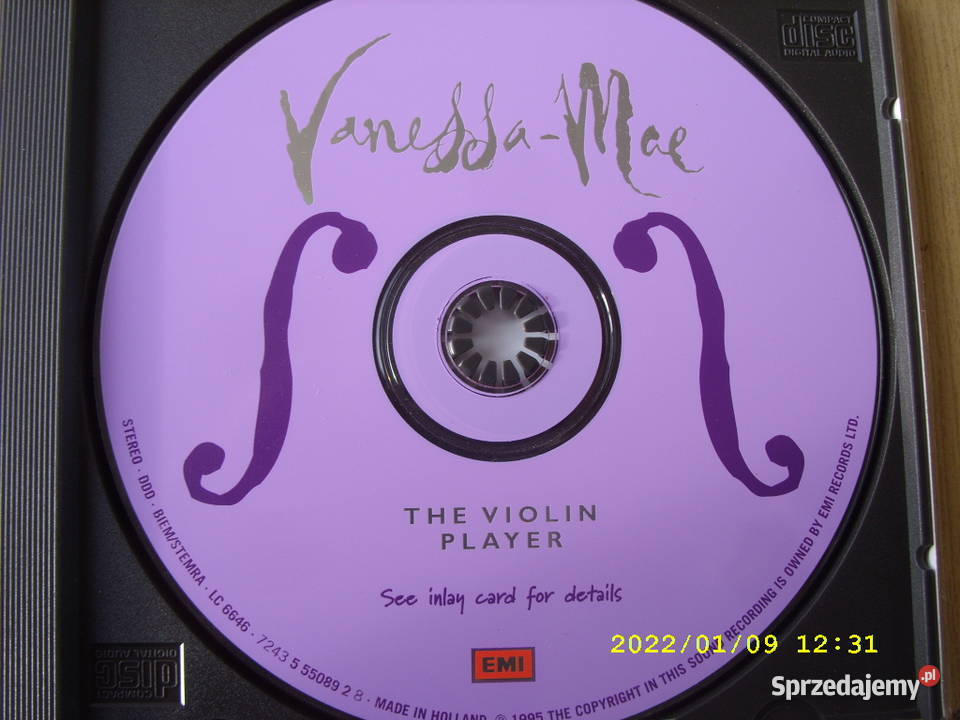 COMPACT
disc
DIGITAL AUDIO
Vanessa-Mae
THE VIOLIN
PLAYER
See inlay card for details
EMI
STEREO · DDD · BIEM/STEMRA · LC 6646 · 7243 5 55089 2 8 · MADE IN HOLLAND. ℗ 1995 THE COPYRIGHT IN THIS SOUND RECORDING IS OWNED BY EMI RECORDS LTD.
COMPACT
disc
DIGITAL AUDIO
2022/01/09 12:31
Sprzedajemy.pl